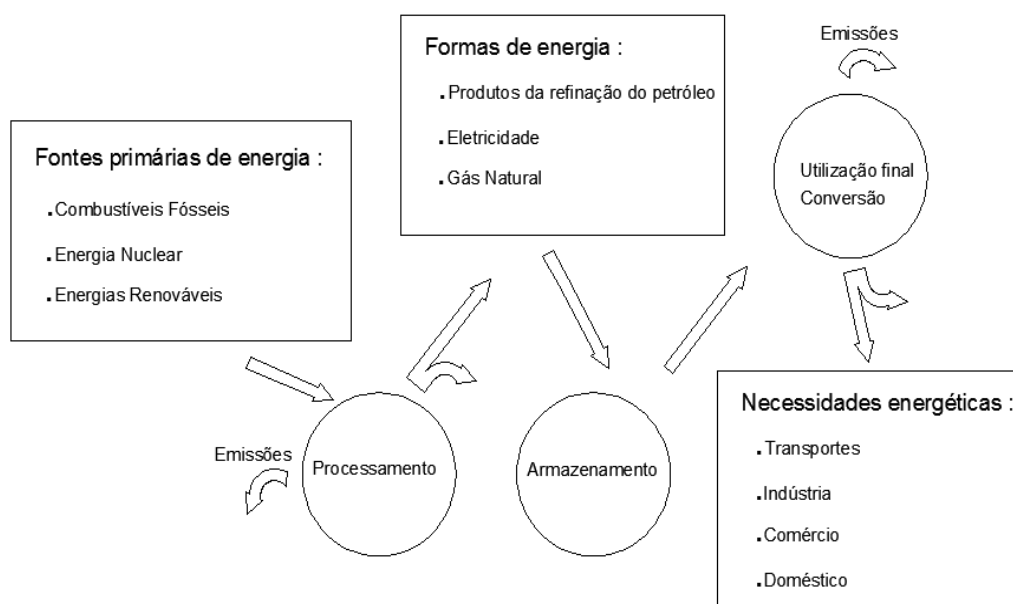 Fontes primárias de energia :
.Combustíveis Fósseis
.Energia Nuclear
.Energias Renováveis
Emissões
Processamento
Formas de energia :
.Produtos da refinação do petróleo
.Eletricidade
.Gás Natural
Armazenamento
Emissões
Utilização final
Conversão
Necessidades energéticas :
.Transportes
.Indústria
.Comércio
.Doméstico